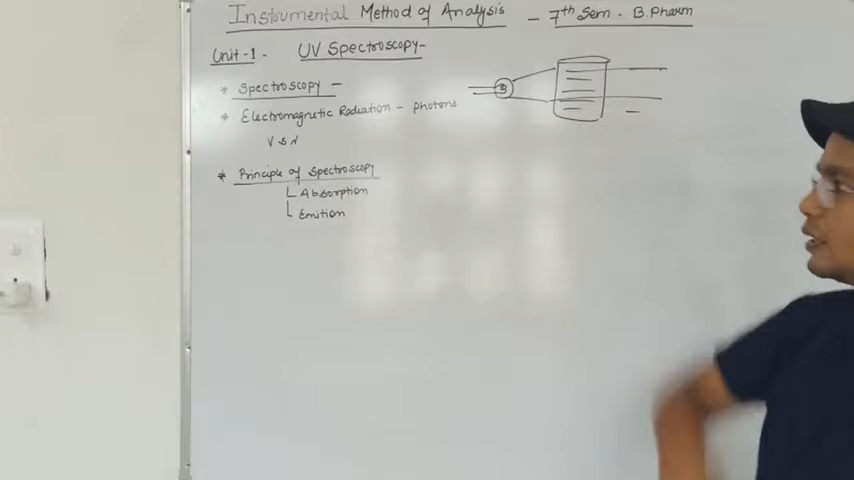 Instrumental Method of Analysis - 7th Sem. B.Pharm
Unit-1. UV Spectroscopy-
* Spectroscopy -
* Electromagnetic Radiation - photons
* Principle of Spectroscopy
Absorption
Emition